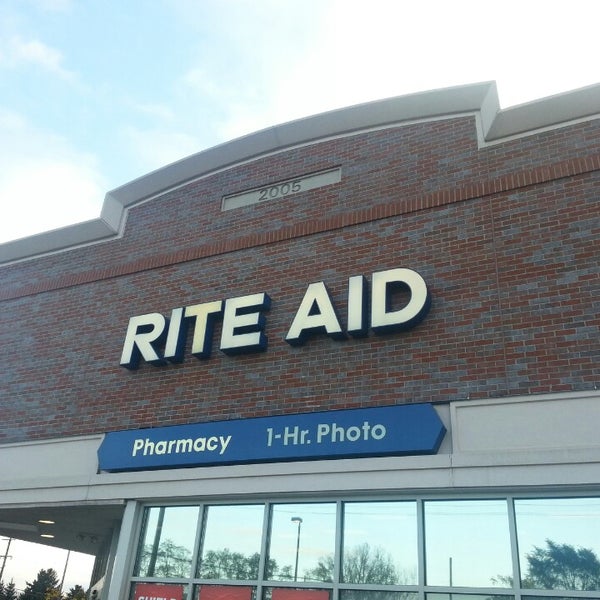 2005
RITE AID
Pharmacy 1-Hr. Photo